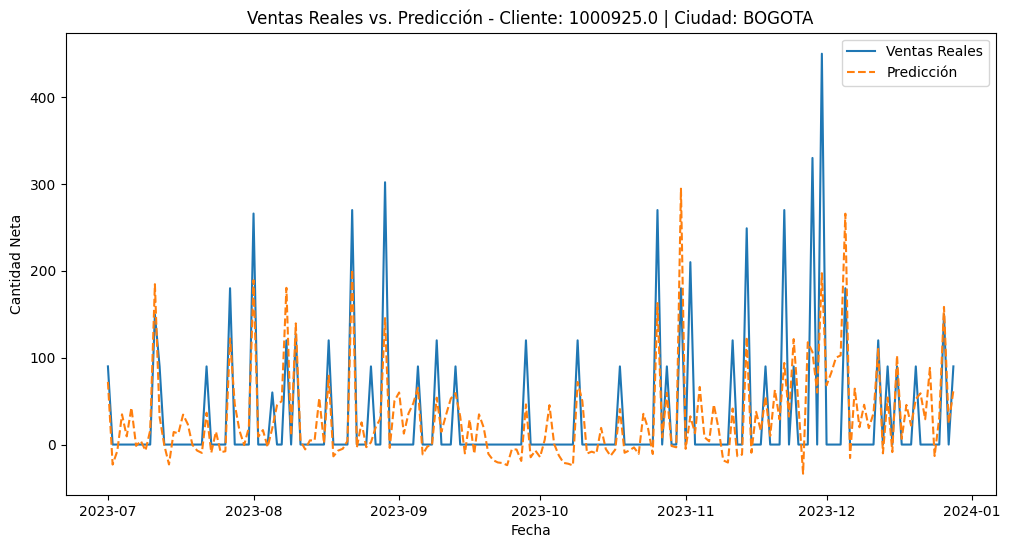 Ventas Reales vs. Predicción - Cliente: 1000925.0 | Ciudad: BOGOTA
Ventas Reales
Predicción
Cantidad Neta
400
300
200
100
0
2023-07
2023-08
2023-09
2023-10
2023-11
2023-12
2024-01
Fecha